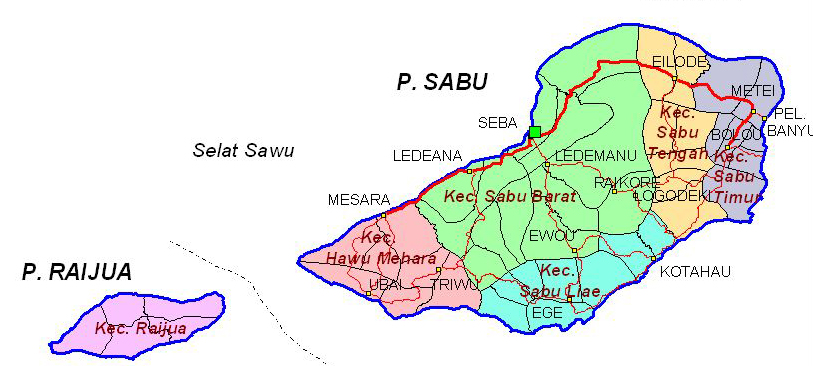 EILODE
P. SABU
METEI
Kec.
Sabu
Tengah
PEL.
BANYU
SEBA
BOLOU
Selat Sawu
LEDEANA
LEDEMANU
Kec.
Sabu
Timur
RAIKORE
LOGODEKI
MESARA
Kec. Sabu Barat
Kec.
Hawu Mehara
EWOU
P. RAIJUA
KOTAHAU
UBAI
TRIWU
Kec.
Sabu Liae
EGE
Kec. Raijua